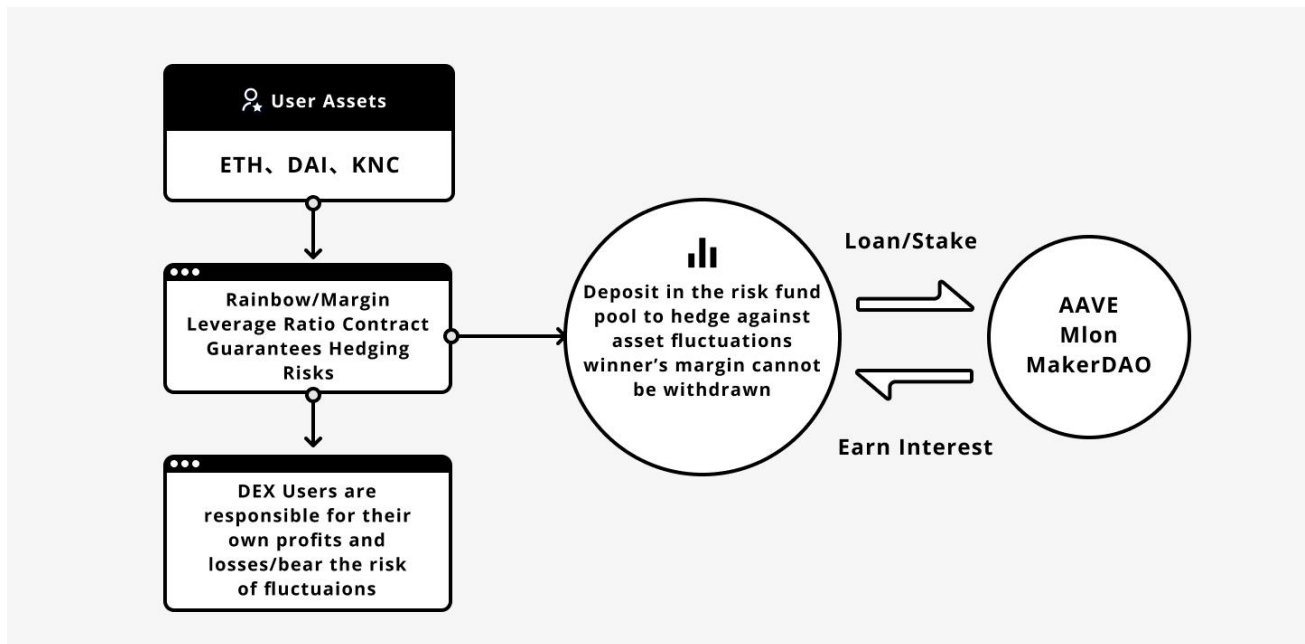 User Assets
ETH、DAI、KNC
Rainbow/Margin
Leverage Ratio Contract
Guarantees Hedging
Risks
DEX Users are
responsible for their
own profits and
losses/bear the risk
of fluctuaions
Deposit in the risk fund
pool to hedge against
asset fluctuations
winner's margin cannot
be withdrawn
Loan/Stake
Earn Interest
AAVE
Mlon
MakerDAO